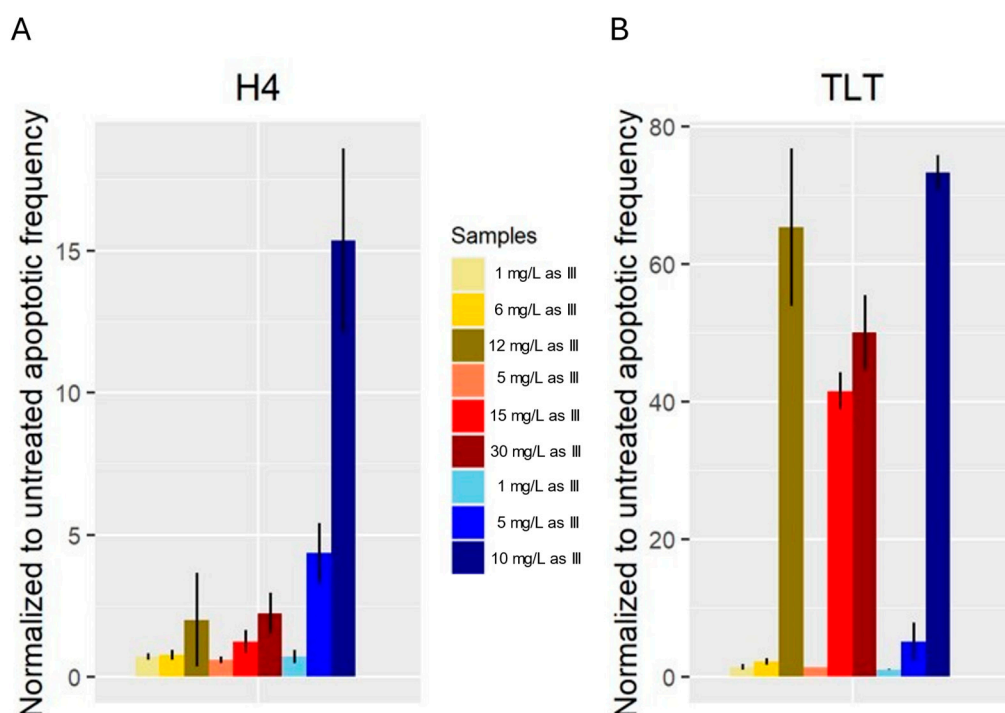 A
H4
Normalized to untreated apoptotic frequency
15
10
5
0
Samples
1 mg/L as III
6 mg/L as III
12 mg/L as III
5 mg/L as III
15 mg/L as III
30 mg/L as III
1 mg/L as III
5 mg/L as III
10 mg/L as III
B
TLT
Normalized to untreated apoptotic frequency
80
60
40
20
0